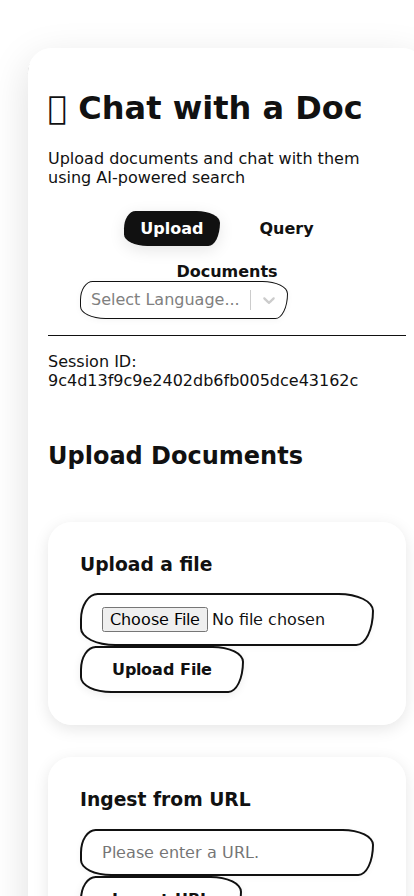 Chat with a Doc
Upload documents and chat with them
using AI-powered search
Upload Query
Documents
Select Language...
Session ID:
9c4d13f9c9e2402db6fb005dce43162c
Upload Documents
Upload a file
Choose File No file chosen
Upload File
Ingest from URL
Please enter a URL.